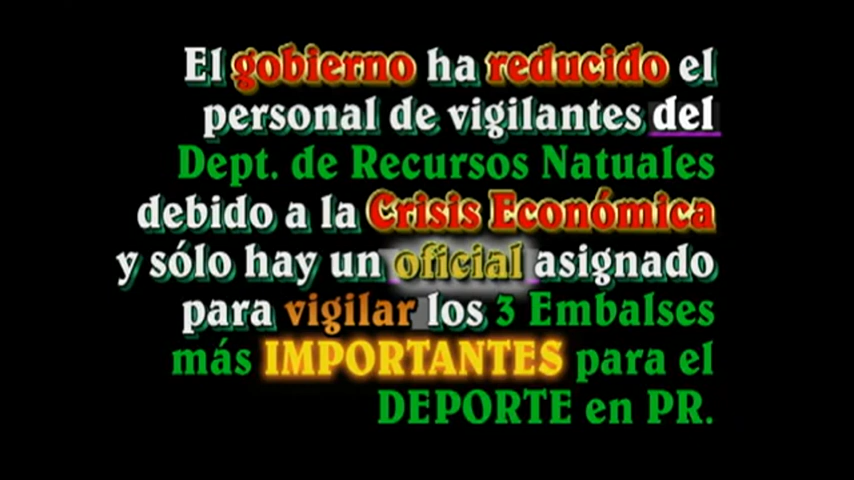 El gobierno ha reducido el
personal de vigilantes del
Dept. de Recursos Natuales
debido a la Crisis Económica
y sólo hay un oficial asignado
para vigilar los 3 Embalses
más IMPORTANTES para el
DEPORTE en PR.